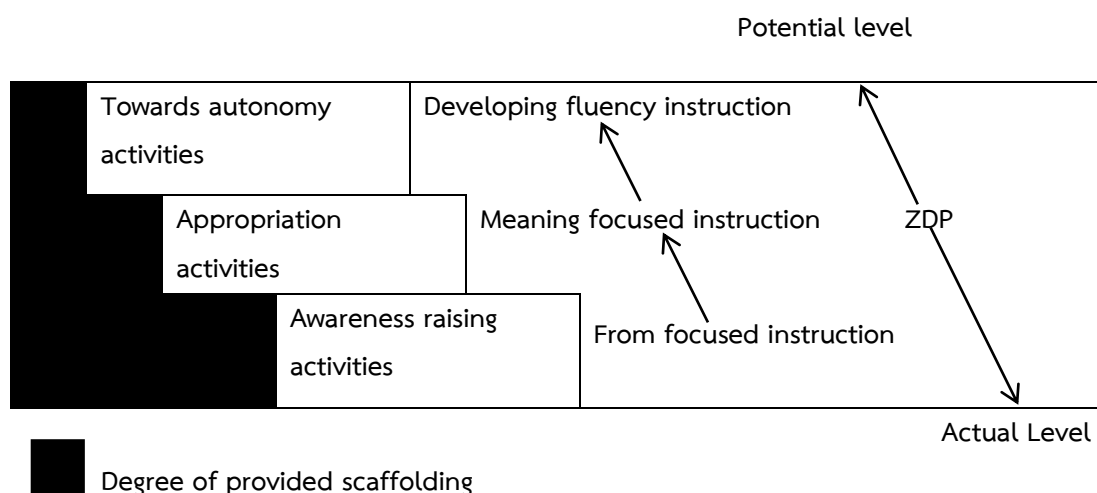 Potential level
Towards autonomy
activities
Developing fluency instruction
Appropriation
activities
Meaning focused instruction
ZDP
Awareness raising
activities
From focused instruction
Actual Level
Degree of provided scaffolding